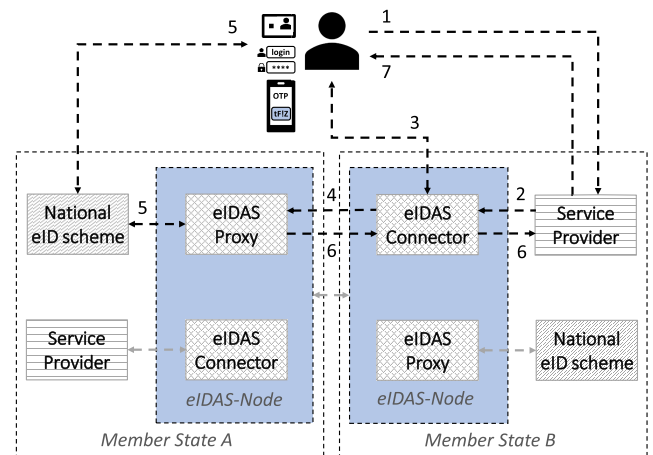 5
1
login
****
7
OTP
tF!Z
3
National
eID scheme
5
eIDAS
Proxy
4
6
eIDAS
Connector
2
6
Service
Provider
Service
Provider
eIDAS
Connector
eIDAS
Proxy
National
eID scheme
eIDAS-Node
eIDAS-Node
Member State A
Member State B